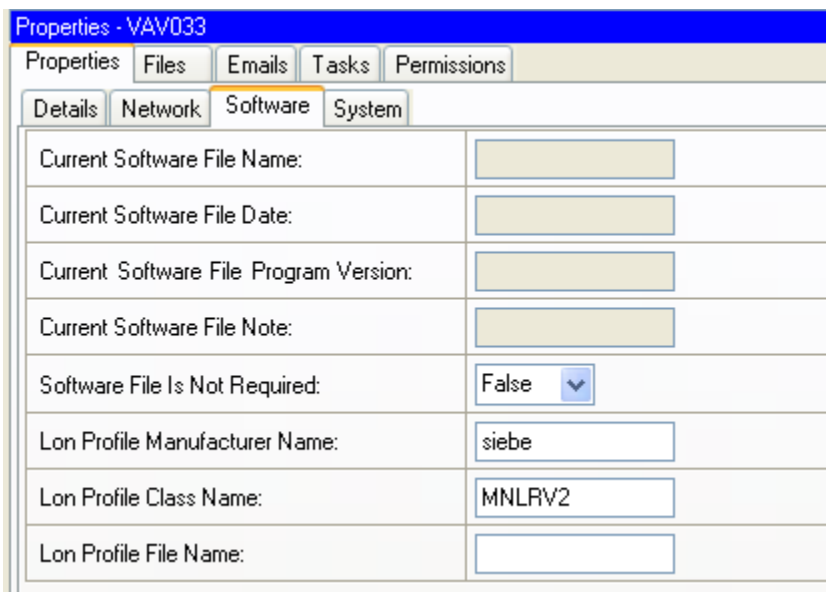 Properties - VAV033
Properties Files Emails Tasks Permissions
Details Network Software System
Current Software File Name:
Current Software File Date:
Current Software File Program Version:
Current Software File Note:
Software File Is Not Required: False
Lon Profile Manufacturer Name: siebe
Lon Profile Class Name: MNLRV2
Lon Profile File Name: